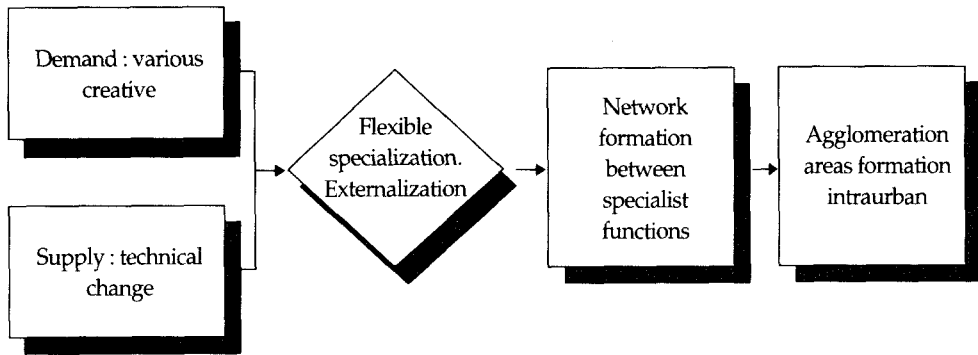 Demand : various
creative
Supply : technical
change
Flexible
specialization.
Externalization
Network
formation
between
specialist
functions
Agglomeration
areas formation
intraurban